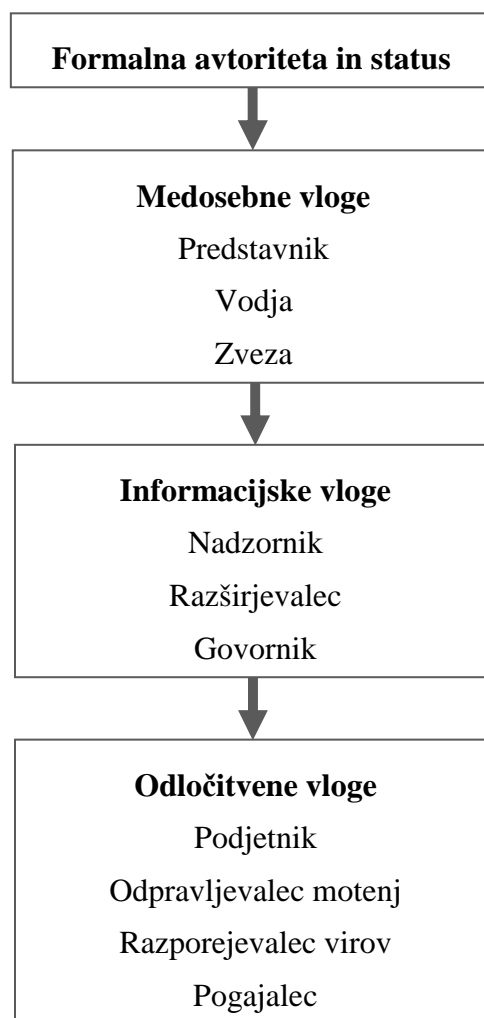 Formalna avtoriteta in status
Medosebne vloge
Predstavnik
Vodja
Zveza
Informacijske vloge
Nadzornik
Razširjevalec
Govornik
Odločitvene vloge
Podjetnik
Odpravljevalec motenj
Razporejevalec virov
Pogajalec